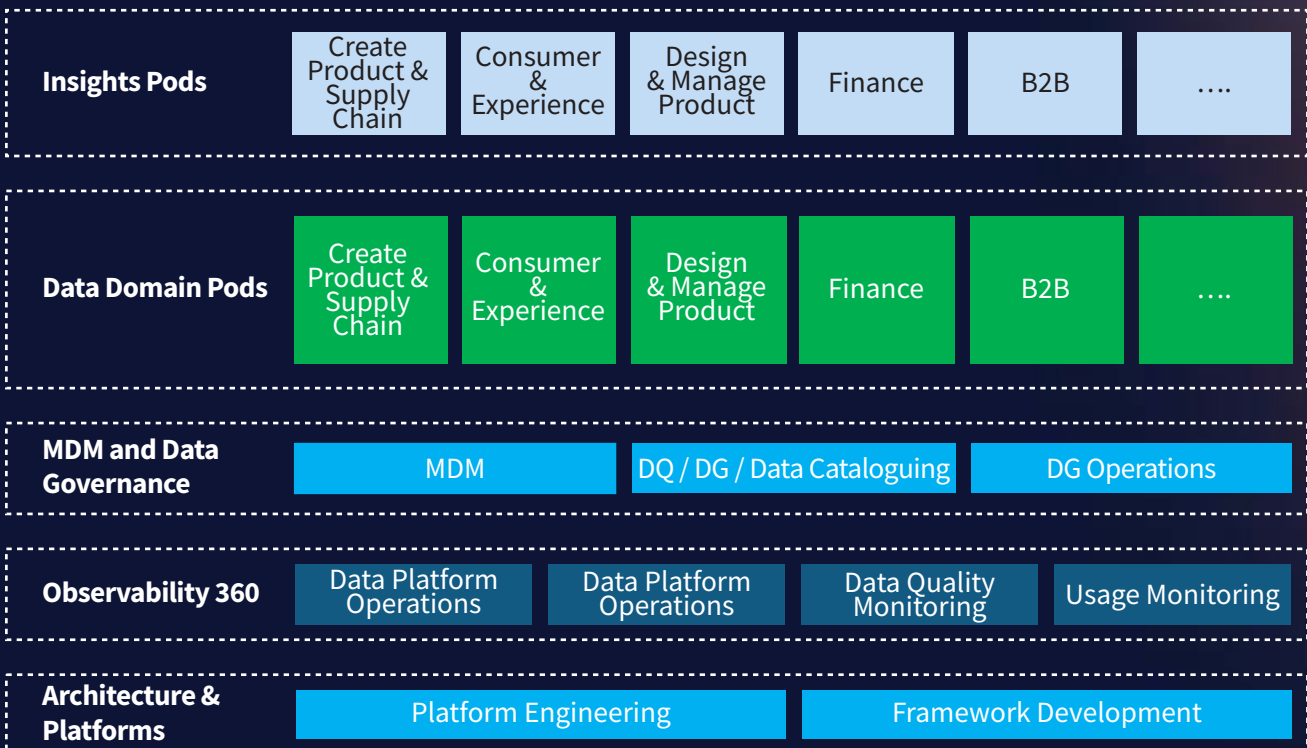 Insights Pods
Create
Product &
Supply
Chain
Consumer
&
Experience
Design
& Manage
Product
Finance
B2B
....
Data Domain Pods
Create
Product &
Supply
Chain
Consumer
&
Experience
Design
& Manage
Product
Finance
B2B
....
MDM and Data
Governance
MDM
DQ / DG / Data Cataloguing
DG Operations
Observability 360
Data Platform
Operations
Data Platform
Operations
Data Quality
Monitoring
Usage Monitoring
Architecture &
Platforms
Platform Engineering
Framework Development